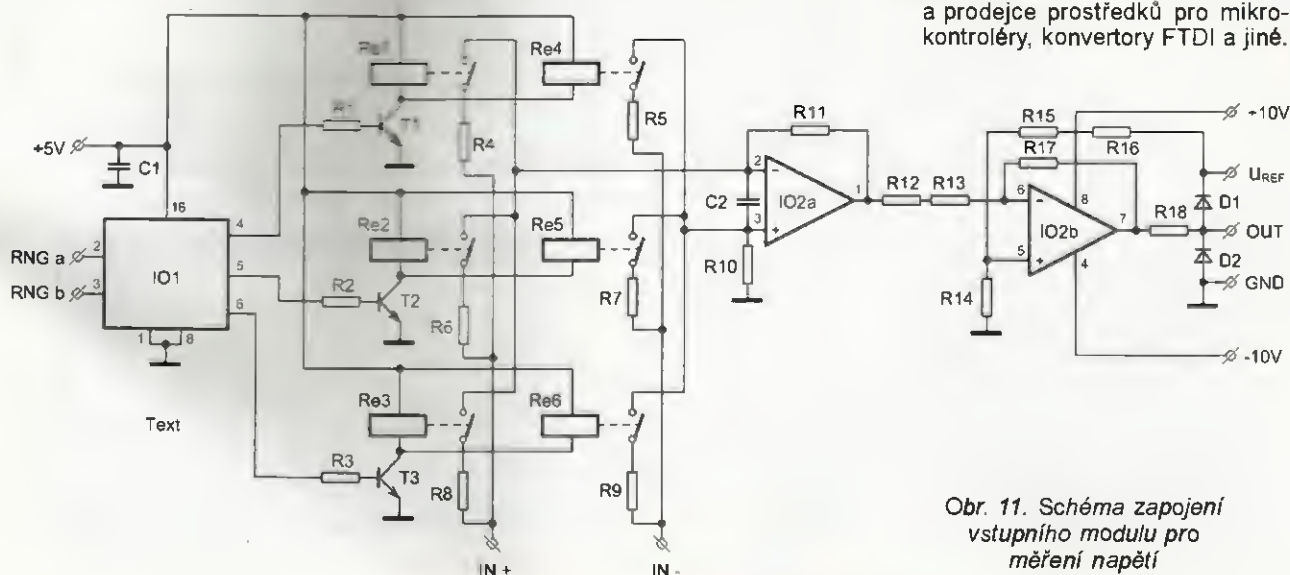 a prodejce prostředků pro mikro-
kontroléry, konvertory FTDI a jiné.
Re1
Re4
R1
T1
R4
R5
R11
R15
R16
+10V
+5V
C1
R17
UREF
16
4
2
1
R12
R13
6
8
D1
C2
IO2a
7
R18
OUT
RNG a
2
Re2
Re5
3
5
IO2b
D2
RNG b
3
IO1
5
R2
T2
R6
R7
R10
R14
4
GND
6
1
8
-10V
Text
Re3
Re6
R3
T3
R8
R9
IN +
IN -
Obr. 11. Schéma zapojení
vstupního modulu pro
měření napětí